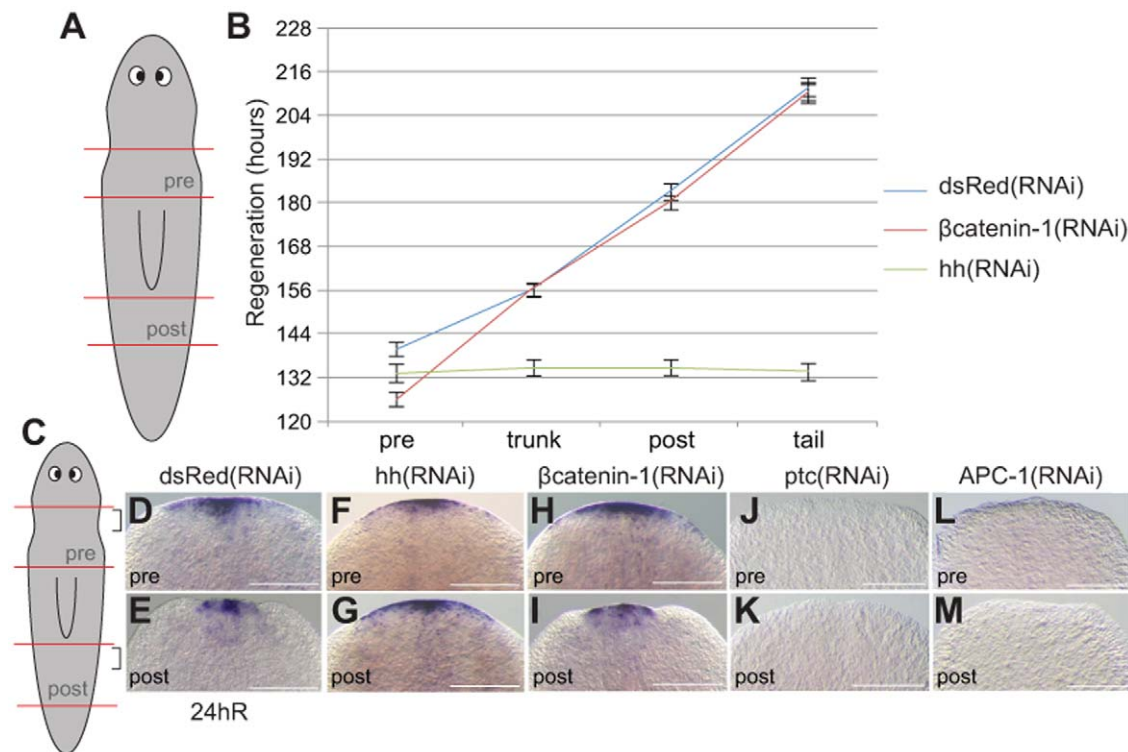 A
pre
post
B
Regeneration (hours)
228
216
204
192
180
168
156
144
132
120
pre trunk post tail
dsRed(RNAi)
βcatenin-1(RNAi)
hh(RNAi)
C
pre
post
dsRed(RNAi) hh(RNAi) βcatenin-1(RNAi) ptc(RNAi) APC-1(RNAi)
D F H J L
pre pre pre pre pre
E G I K M
post post post post post
24hR